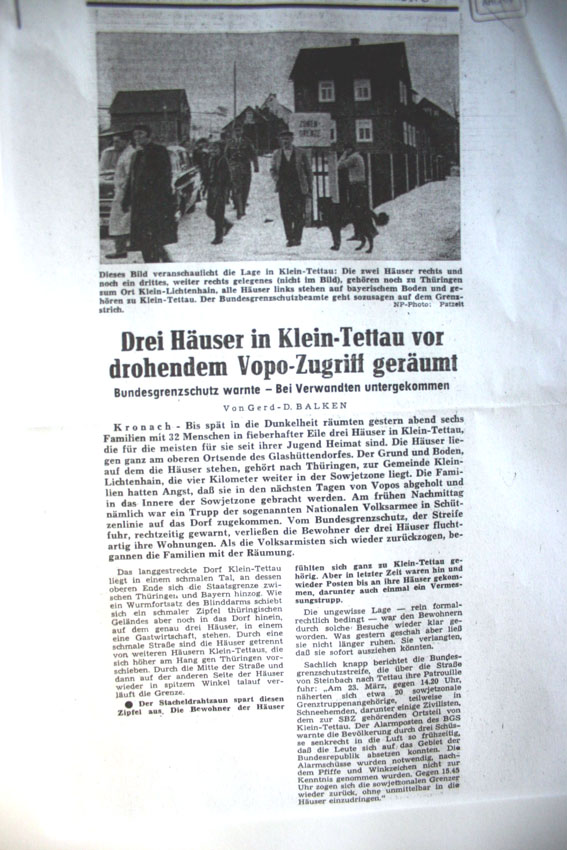 ZONEN-
GRENZE
Dieses Bild veranschaulicht die Lage in Klein-Tettau: Die zwei Häuser rechts und
noch ein drittes, weiter rechts gelegenes (nicht im Bild), gehören noch zu Thüringen
zum Ort Klein-Lichtenhain, alle Häuser links stehen auf bayerischem Boden und ge-
hören zu Klein-Tettau. Der Bundesgrenzschutzbeamte geht sozusagen auf dem Grenz-
strich.
NP-Photo: Patzelt
Drei Häuser in Klein-Tettau vor
drohendem Vopo-Zugriff geräumt
Bundesgrenzschutz warnte – Bei Verwandten untergekommen
Von Gerd-D. BALKEN
Kronach - Bis spät in die Dunkelheit räumten gestern abend sechs
Familien mit 32 Menschen in fieberhafter Eile drei Häuser in Klein-Tettau,
die für die meisten für sie seit ihrer Jugend Heimat sind. Die Häuser lie-
gen ganz am oberen Ortsende des Glashüttendorfes. Der Grund und Boden,
auf dem die Häuser stehen, gehört nach Thüringen, zur Gemeinde Klein-
Lichtenhain, die vier Kilometer weiter in der Sowjetzone liegt. Die Fami-
lien hatten Angst, daß sie in den nächsten Tagen von Vopos abgeholt und
in das Innere der Sowjetzone gebracht werden. Am frühen Nachmittag
nämlich war ein Trupp der sogenannten Nationalen Volksarmee in Schüt-
zenlinie auf das Dorf zugekommen. Vom Bundesgrenzschutz, der Streife
fuhr, rechtzeitig gewarnt, verließen die Bewohner der drei Häuser flucht-
artig ihre Wohnungen. Als die Volksarmisten sich wieder zurückzogen, be-
gannen die Familien mit der Räumung.
Das langgestreckte Dorf Klein-Tettau
liegt in einem schmalen Tal, an dessen
oberen Ende sich die Staatsgrenze zwi-
schen Thüringen und Bayern hinzog. Wie
ein Wurmfortsatz des Blinddarms schiebt
sich ein schmaler Zipfel thüringischen
Geländes aber noch in das Dorf hinein,
auf dem genau drei Häuser, in einem
eine Gastwirtschaft, stehen. Durch eine
schmale Straße sind die Häuser getrennt
von weiteren Häusern Klein-Tettaus, die
sich höher am Hang gen Thüringen vor-
schieben. Durch die Mitte der Straße und
dann auf der anderen Seite der Häuser
wieder in spitzem Winkel talauf ver-
läuft die Grenze.
● Der Stacheldrahtzaun spart diesen
Zipfel aus. Die Bewohner der Häuser
fühlten sich ganz zu Klein-Tettau ge-
hörig. Aber in letzter Zeit waren hin und
wieder Posten bis an ihre Häuser gekom-
men, darunter auch einmal ein Vermes-
sungstrupp.
Die ungewisse Lage — rein formal-
rechtlich bedingt — war den Bewohnern
durch solche Besuche wieder klar ge-
worden. Was gestern geschah aber ließ
sie nicht länger ruhen. Sie verlangten,
daß sie sofort ausziehen könnten.
Sachlich knapp berichtet die Bundes-
grenzschutzstreife, die über die Straße
von Steinbach nach Tettau ihre Patrouille
fuhr: „Am 23. März, gegen 14.20 Uhr,
näherten sich etwa 20 sowjetzonale
Grenztruppenangehörige, teilweise in
Schneehemden, darunter einige Zivilisten,
dem zur SBZ gehörenden Ortsteil von
Klein-Tettau. Der Alarmposten des BGS
warnte die Bevölkerung durch drei Schüs-
se senkrecht in die Luft so frühzeitig,
daß die Leute sich auf das Gebiet der
Bundesrepublik absetzen konnten. Die
Alarmschüsse wurden notwendig, nach-
dem Pfiffe und Winkzeichen nicht zur
Kenntnis genommen wurden. Gegen 15.45
Uhr zogen sich die sowjetzonalen Grenzer
wieder zurück, ohne unmittelbar in die
Häuser einzudringen."